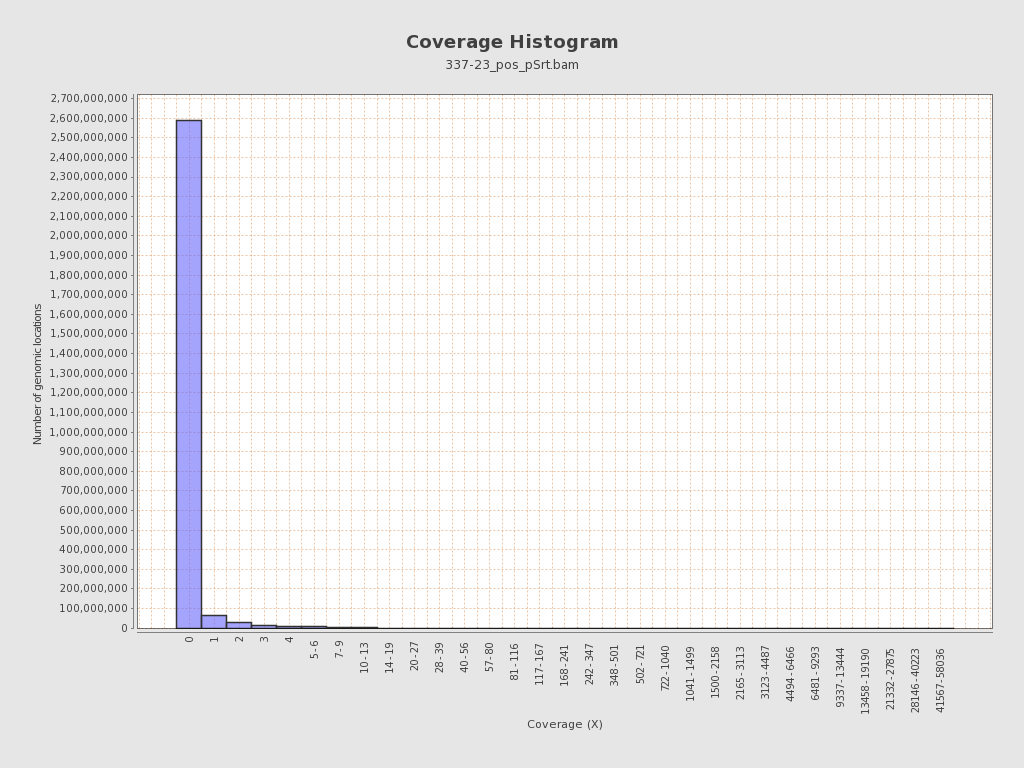 Coverage Histogram
337-23_pos_pSrt.bam
2,700,000,000
2,600,000,000
2,500,000,000
2,400,000,000
2,300,000,000
2,200,000,000
2,100,000,000
2,000,000,000
1,900,000,000
1,800,000,000
1,700,000,000
1,600,000,000
1,500,000,000
1,400,000,000
1,300,000,000
1,200,000,000
1,100,000,000
1,000,000,000
900,000,000
800,000,000
700,000,000
600,000,000
500,000,000
400,000,000
300,000,000
200,000,000
100,000,000
0
Number of genomic locations
0
1
2
3
4
5 - 6
7 - 9
10 - 13
14 - 19
20 - 27
28 - 39
40 - 56
57 - 80
81 - 116
117 - 167
168 - 241
242 - 347
348 - 501
502 - 721
722 - 1040
1041 - 1499
1500 - 2158
2165 - 3113
3123 - 4487
4494 - 6466
6481 - 9293
9337 - 13444
13458 - 19190
21332 - 27875
28146 - 40223
41567 - 58036
Coverage (X)